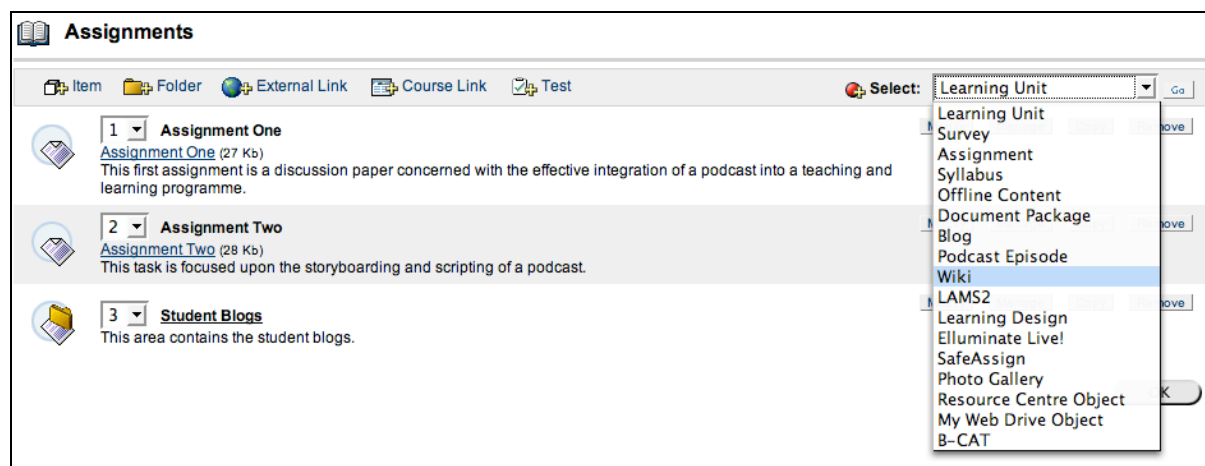 Assignments
Item Folder External Link Course Link Test Select: Learning Unit Go
1 Assignment One
Assignment One (27 Kb)
This first assignment is a discussion paper concerned with the effective integration of a podcast into a teaching and
learning programme.
2 Assignment Two
Assignment Two (28 Kb)
This task is focused upon the storyboarding and scripting of a podcast.
3 Student Blogs
This area contains the student blogs.
Learning Unit
Survey
Assignment
Syllabus
Offline Content
Document Package
Blog
Podcast Episode
Wiki
LAMS2
Learning Design
Elluminate Live!
SafeAssign
Photo Gallery
Resource Centre Object
My Web Drive Object
B-CAT